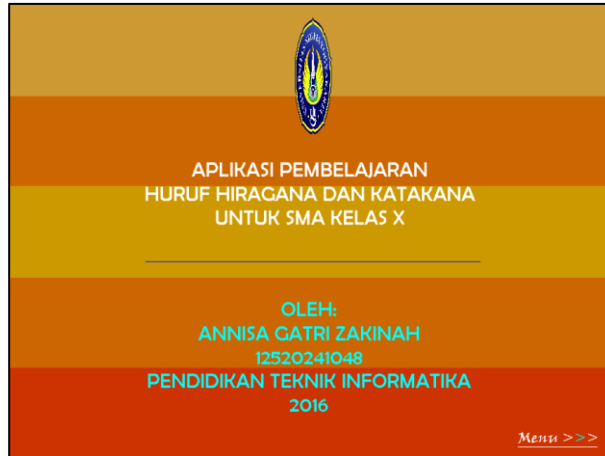 APLIKASI PEMBELAJARAN
HURUF HIRAGANA DAN KATAKANA
UNTUK SMA KELAS X
OLEH:
ANNISA GATRI ZAKINAH
12520241048
PENDIDIKAN TEKNIK INFORMATIKA
2016
Menu >>>